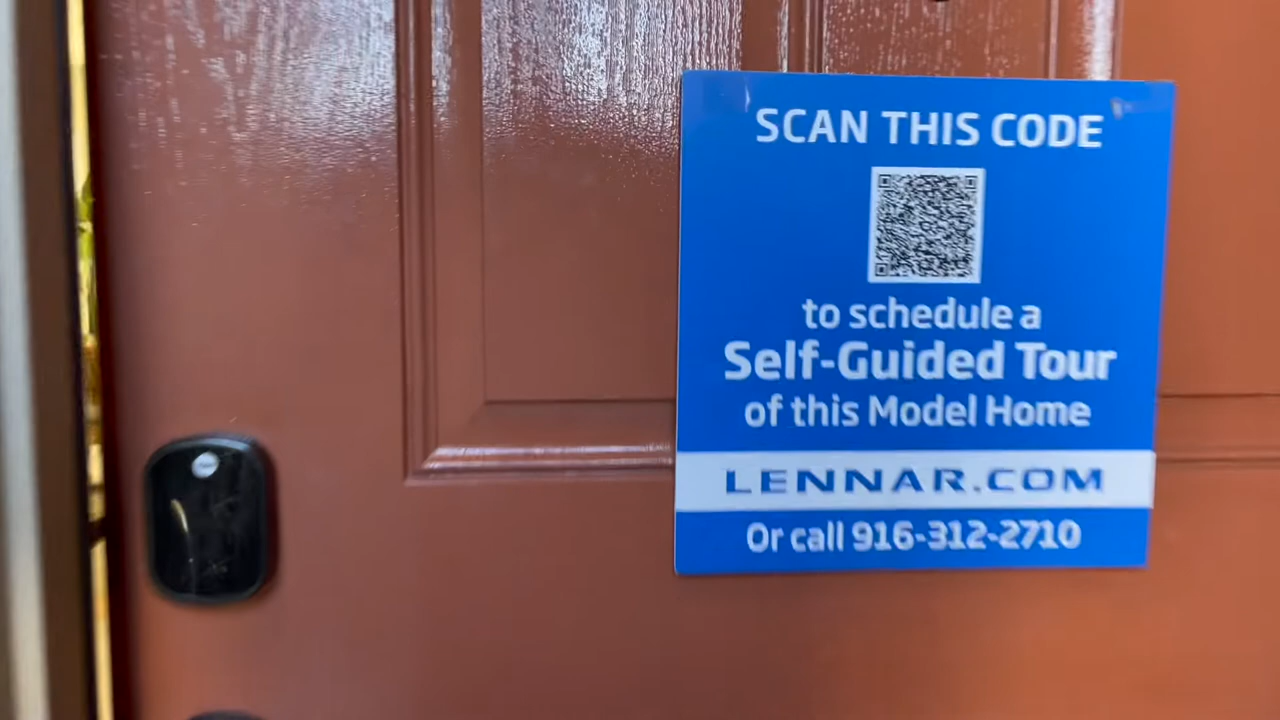 SCAN THIS CODE
to schedule a
Self-Guided Tour
of this Model Home
LENNAR.COM
Or call 916-312-2710